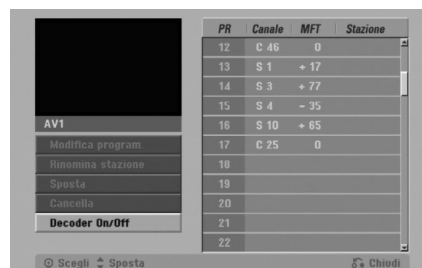 PR Canale MFT Stazione
12 C 46 0
13 S 1 + 17
14 S 3 + 77
15 S 4 - 35
16 S 10 + 65
17 C 25 0
18
19
20
21
22
AV1
Modifica program.
Rinomina stazione
Sposta
Cancella
Decoder On/Off
Scegli Sposta Chiudi